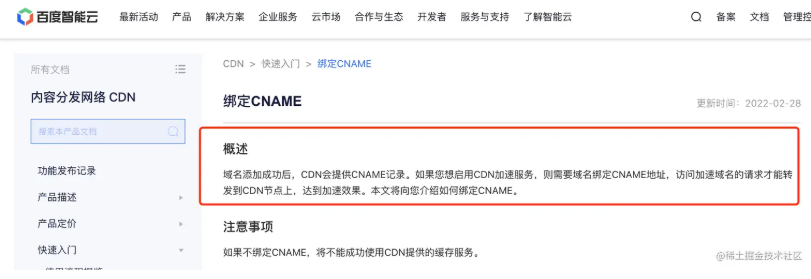 百度智能云 最新活动 产品 解决方案 企业服务 云市场 合作与生态 开发者 服务与支持 了解智能云 备案 文档 管理控
所有文档
CDN > 快速入门 > 绑定CNAME
内容分发网络 CDN
绑定CNAME
更新时间：2022-02-28
搜索本产品文档
概述
域名添加成功后，CDN会提供CNAME记录。如果您想启用CDN加速服务，则需要域名绑定CNAME地址，访问加速域名的请求才能转
发到CDN节点上，达到加速效果。本文将向您介绍如何绑定CNAME。
功能发布记录
产品描述
产品定价
快速入门
注意事项
如果不绑定CNAME，将不能成功使用CDN提供的缓存服务。
@稀土掘金技术社区